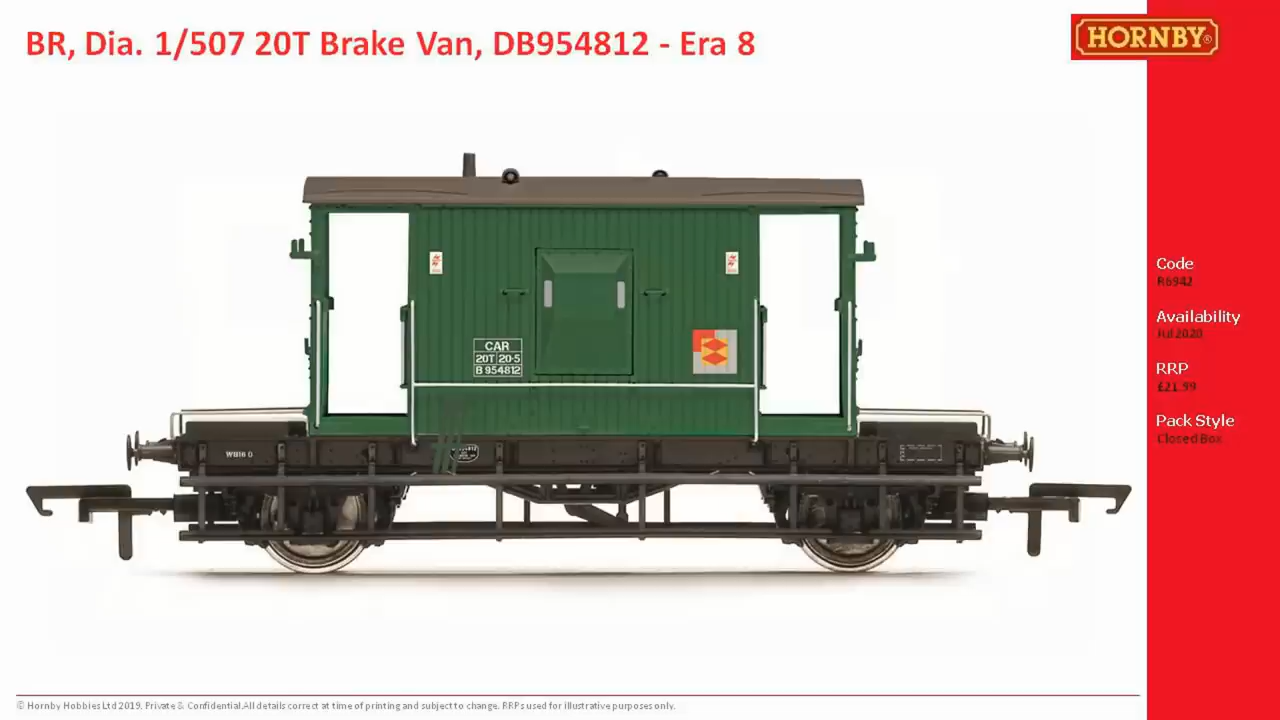 BR, Dia. 1/507 20T Brake Van, DB954812 - Era 8
HORNBY®
Code
R6942
Availability
Jul 2020
RRP
£21.99
Pack Style
Closed Box
CAR
20T 20-5
B 954812
© Hornby Hobbies Ltd 2019. Private & Confidential.All details correct at time of printing and subject to change. RRPs used for illustrative purposes only.